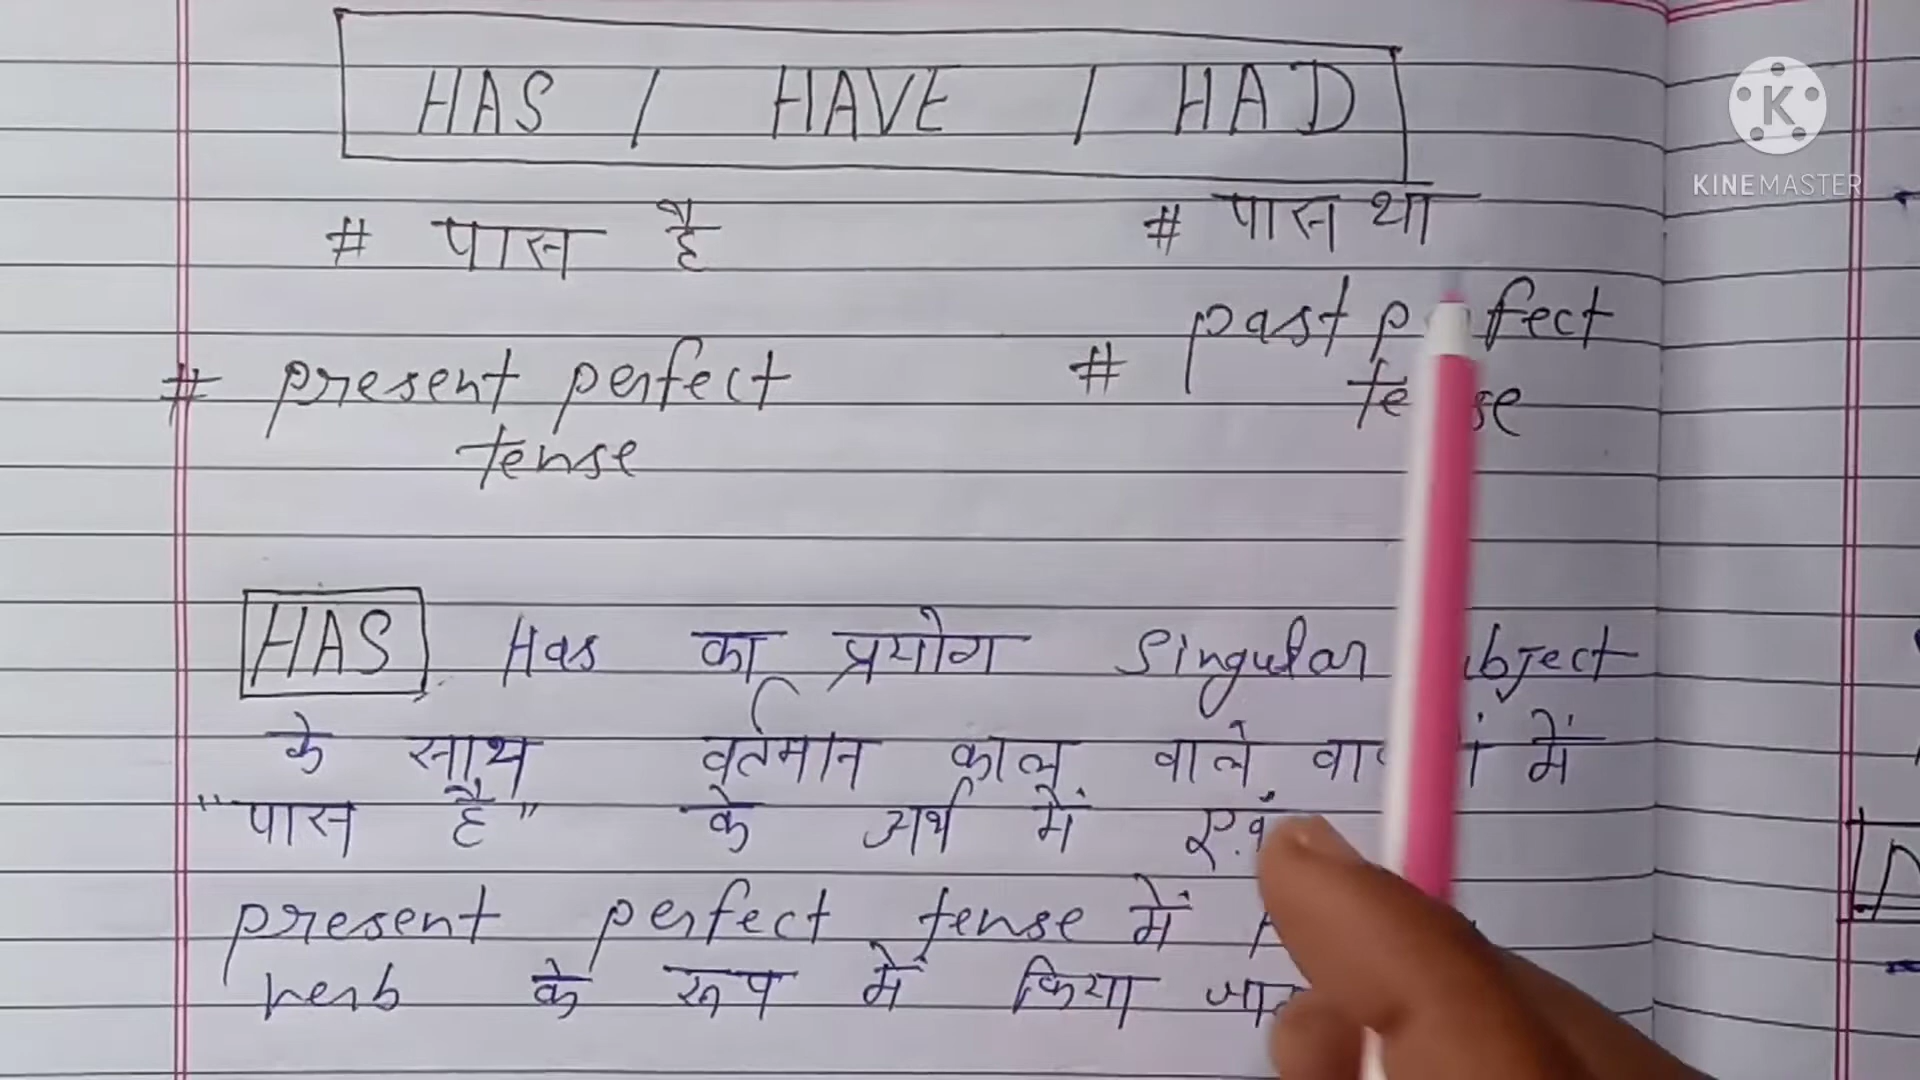 HAS / HAVE / HAD
# पास है
# पास था
# present perfect tense
# past perfect
HAS Has का प्रयोग Singular
के साथ वर्तमान काल वाले में
"पास है" के अर्थ में एवं
present perfect tense में
verb के रूप में किया
K
KINEMASTER